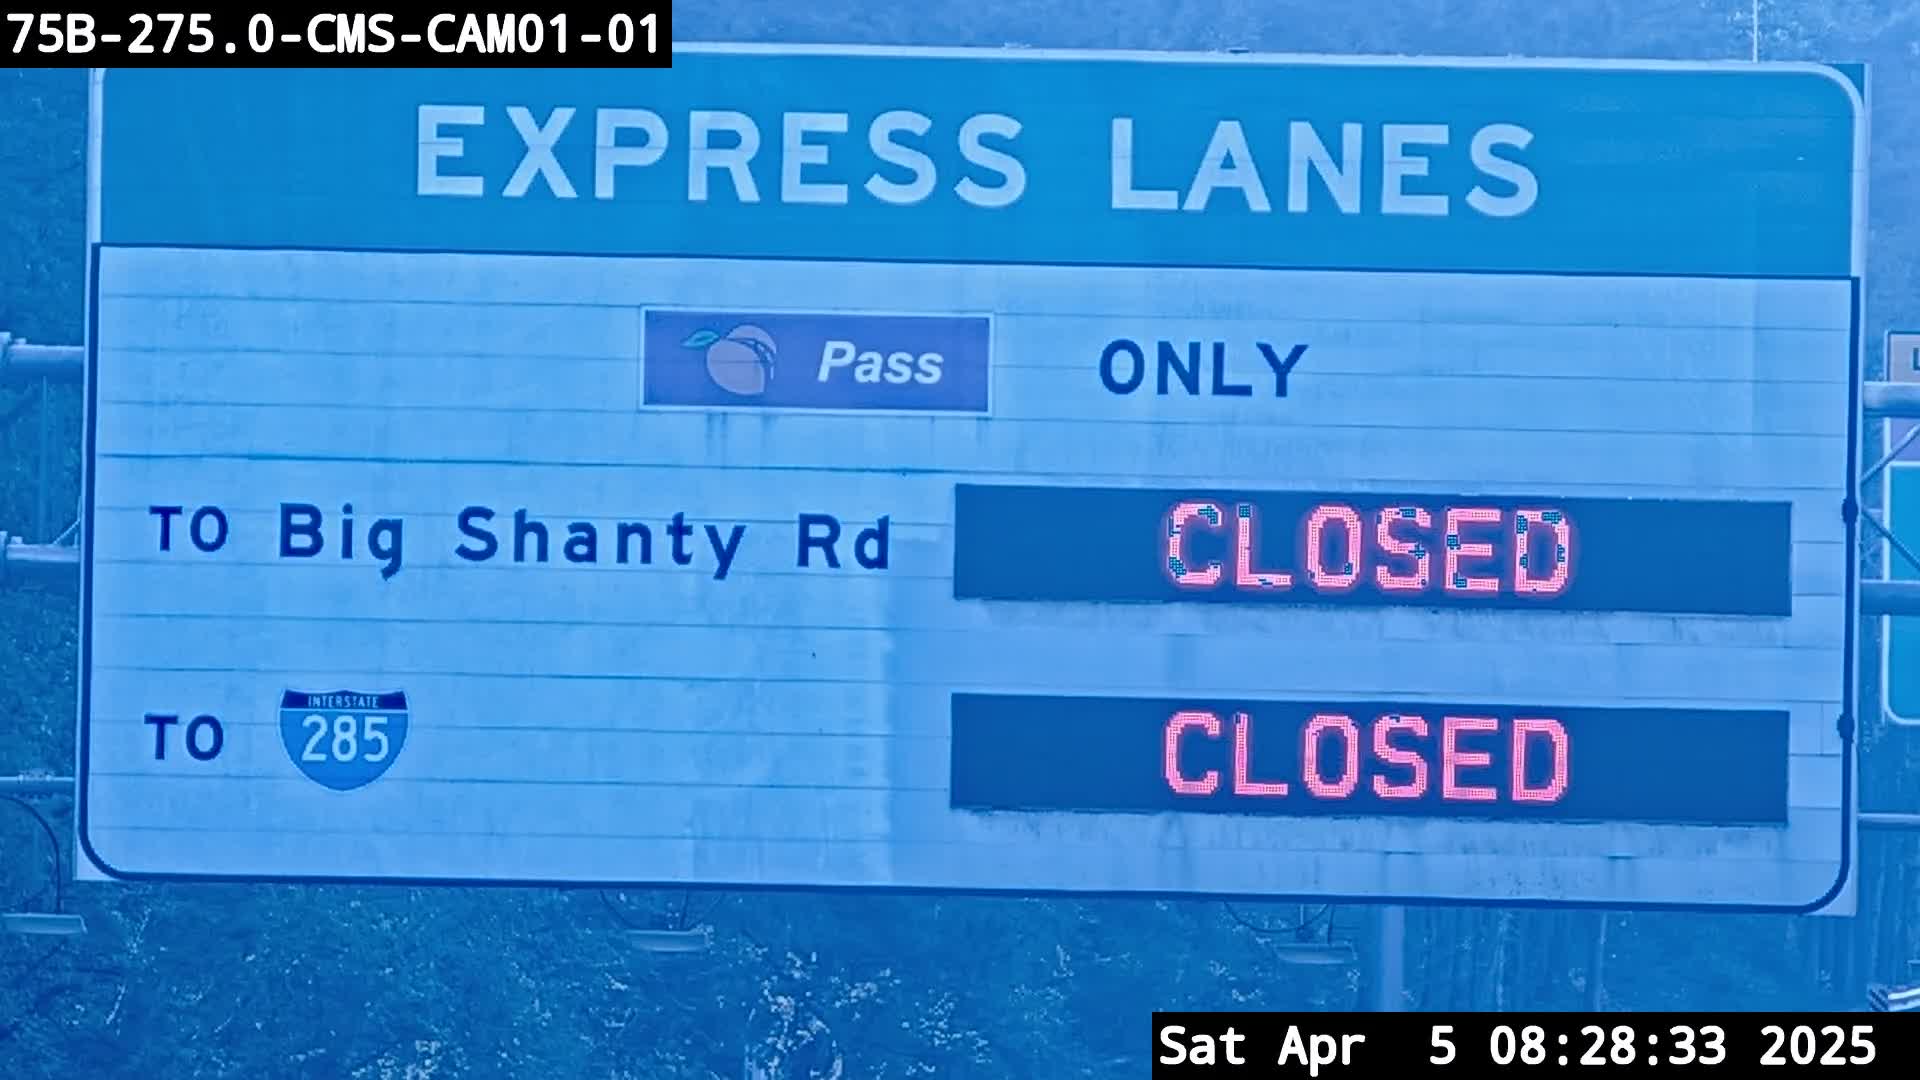 75B-275.0-CMS-CAM01-01
EXPRESS LANES
Pass ONLY
TO Big Shanty Rd CLOSED
TO INTERSTATE 285 CLOSED
Sat Apr 5 08:28:33 2025